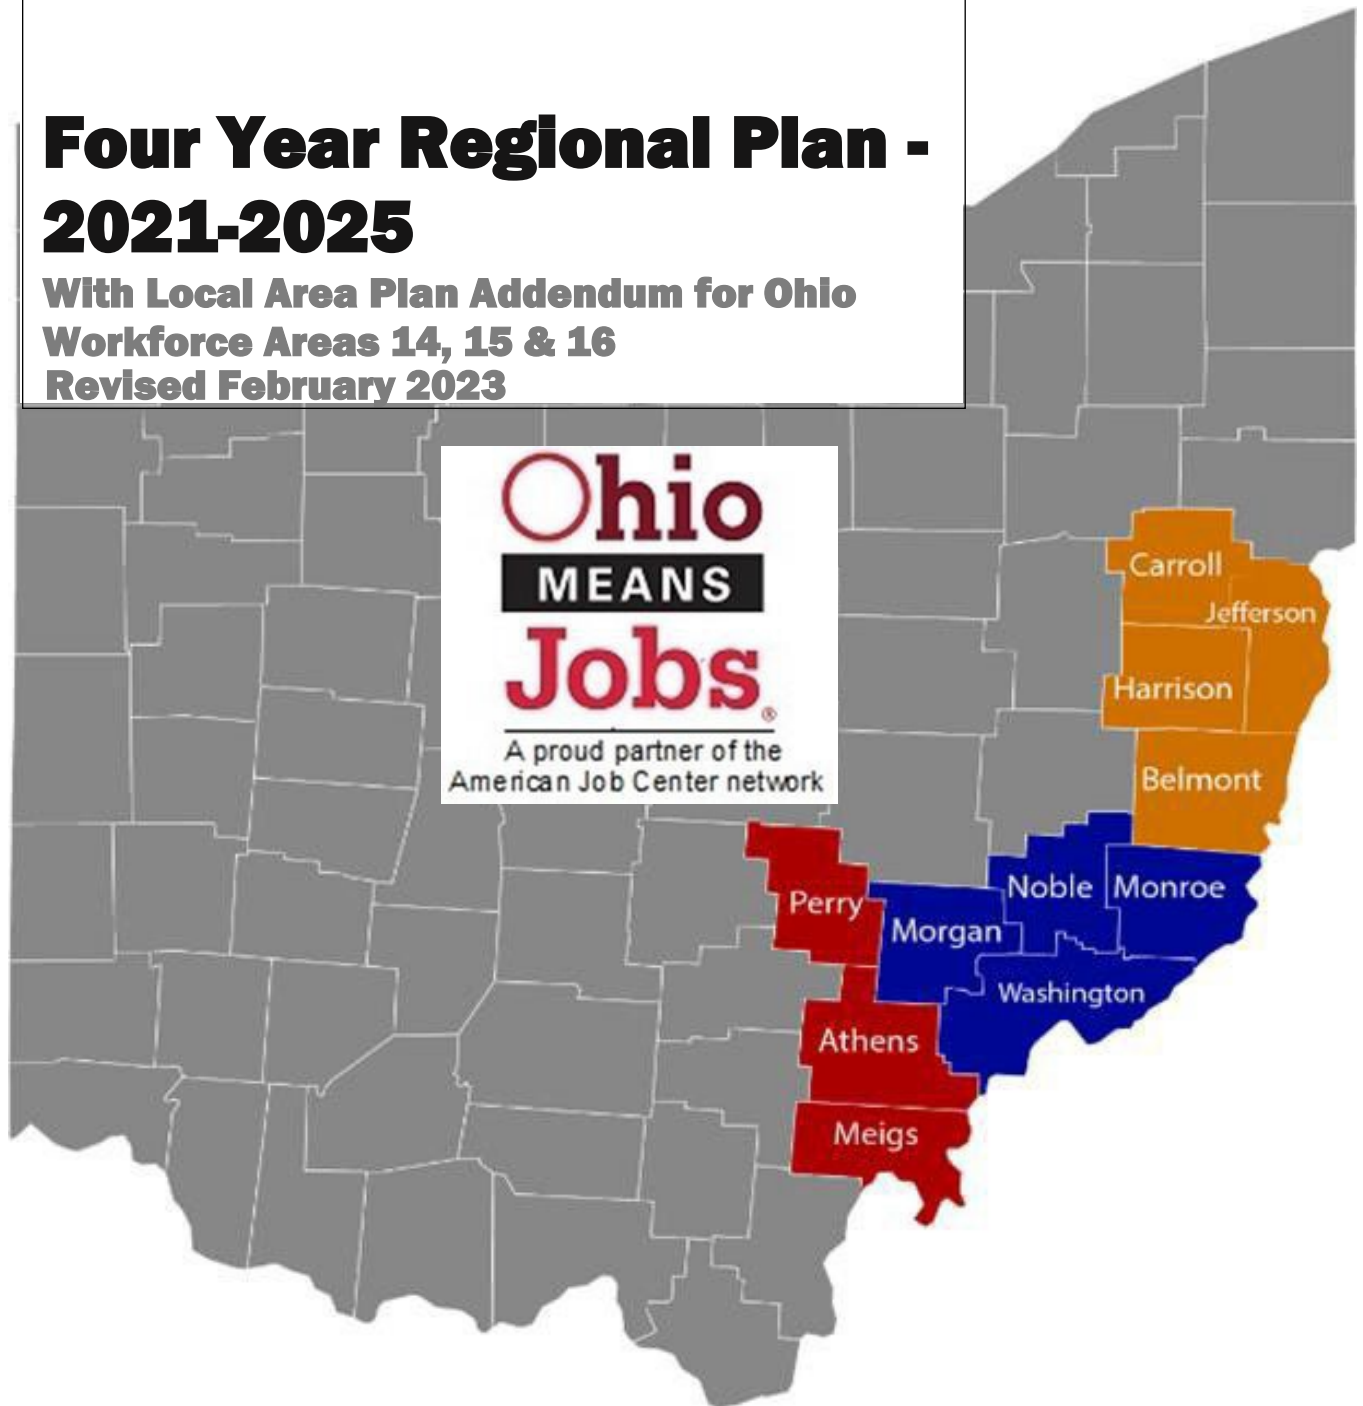 Four Year Regional Plan -
2021-2025
With Local Area Plan Addendum for Ohio
Workforce Areas 14, 15 & 16
Revised February 2023
Ohio
MEANS
Jobs®
A proud partner of the
American Job Center network
Carroll
Jefferson
Harrison
Belmont
Noble
Monroe
Perry
Morgan
Washington
Athens
Meigs